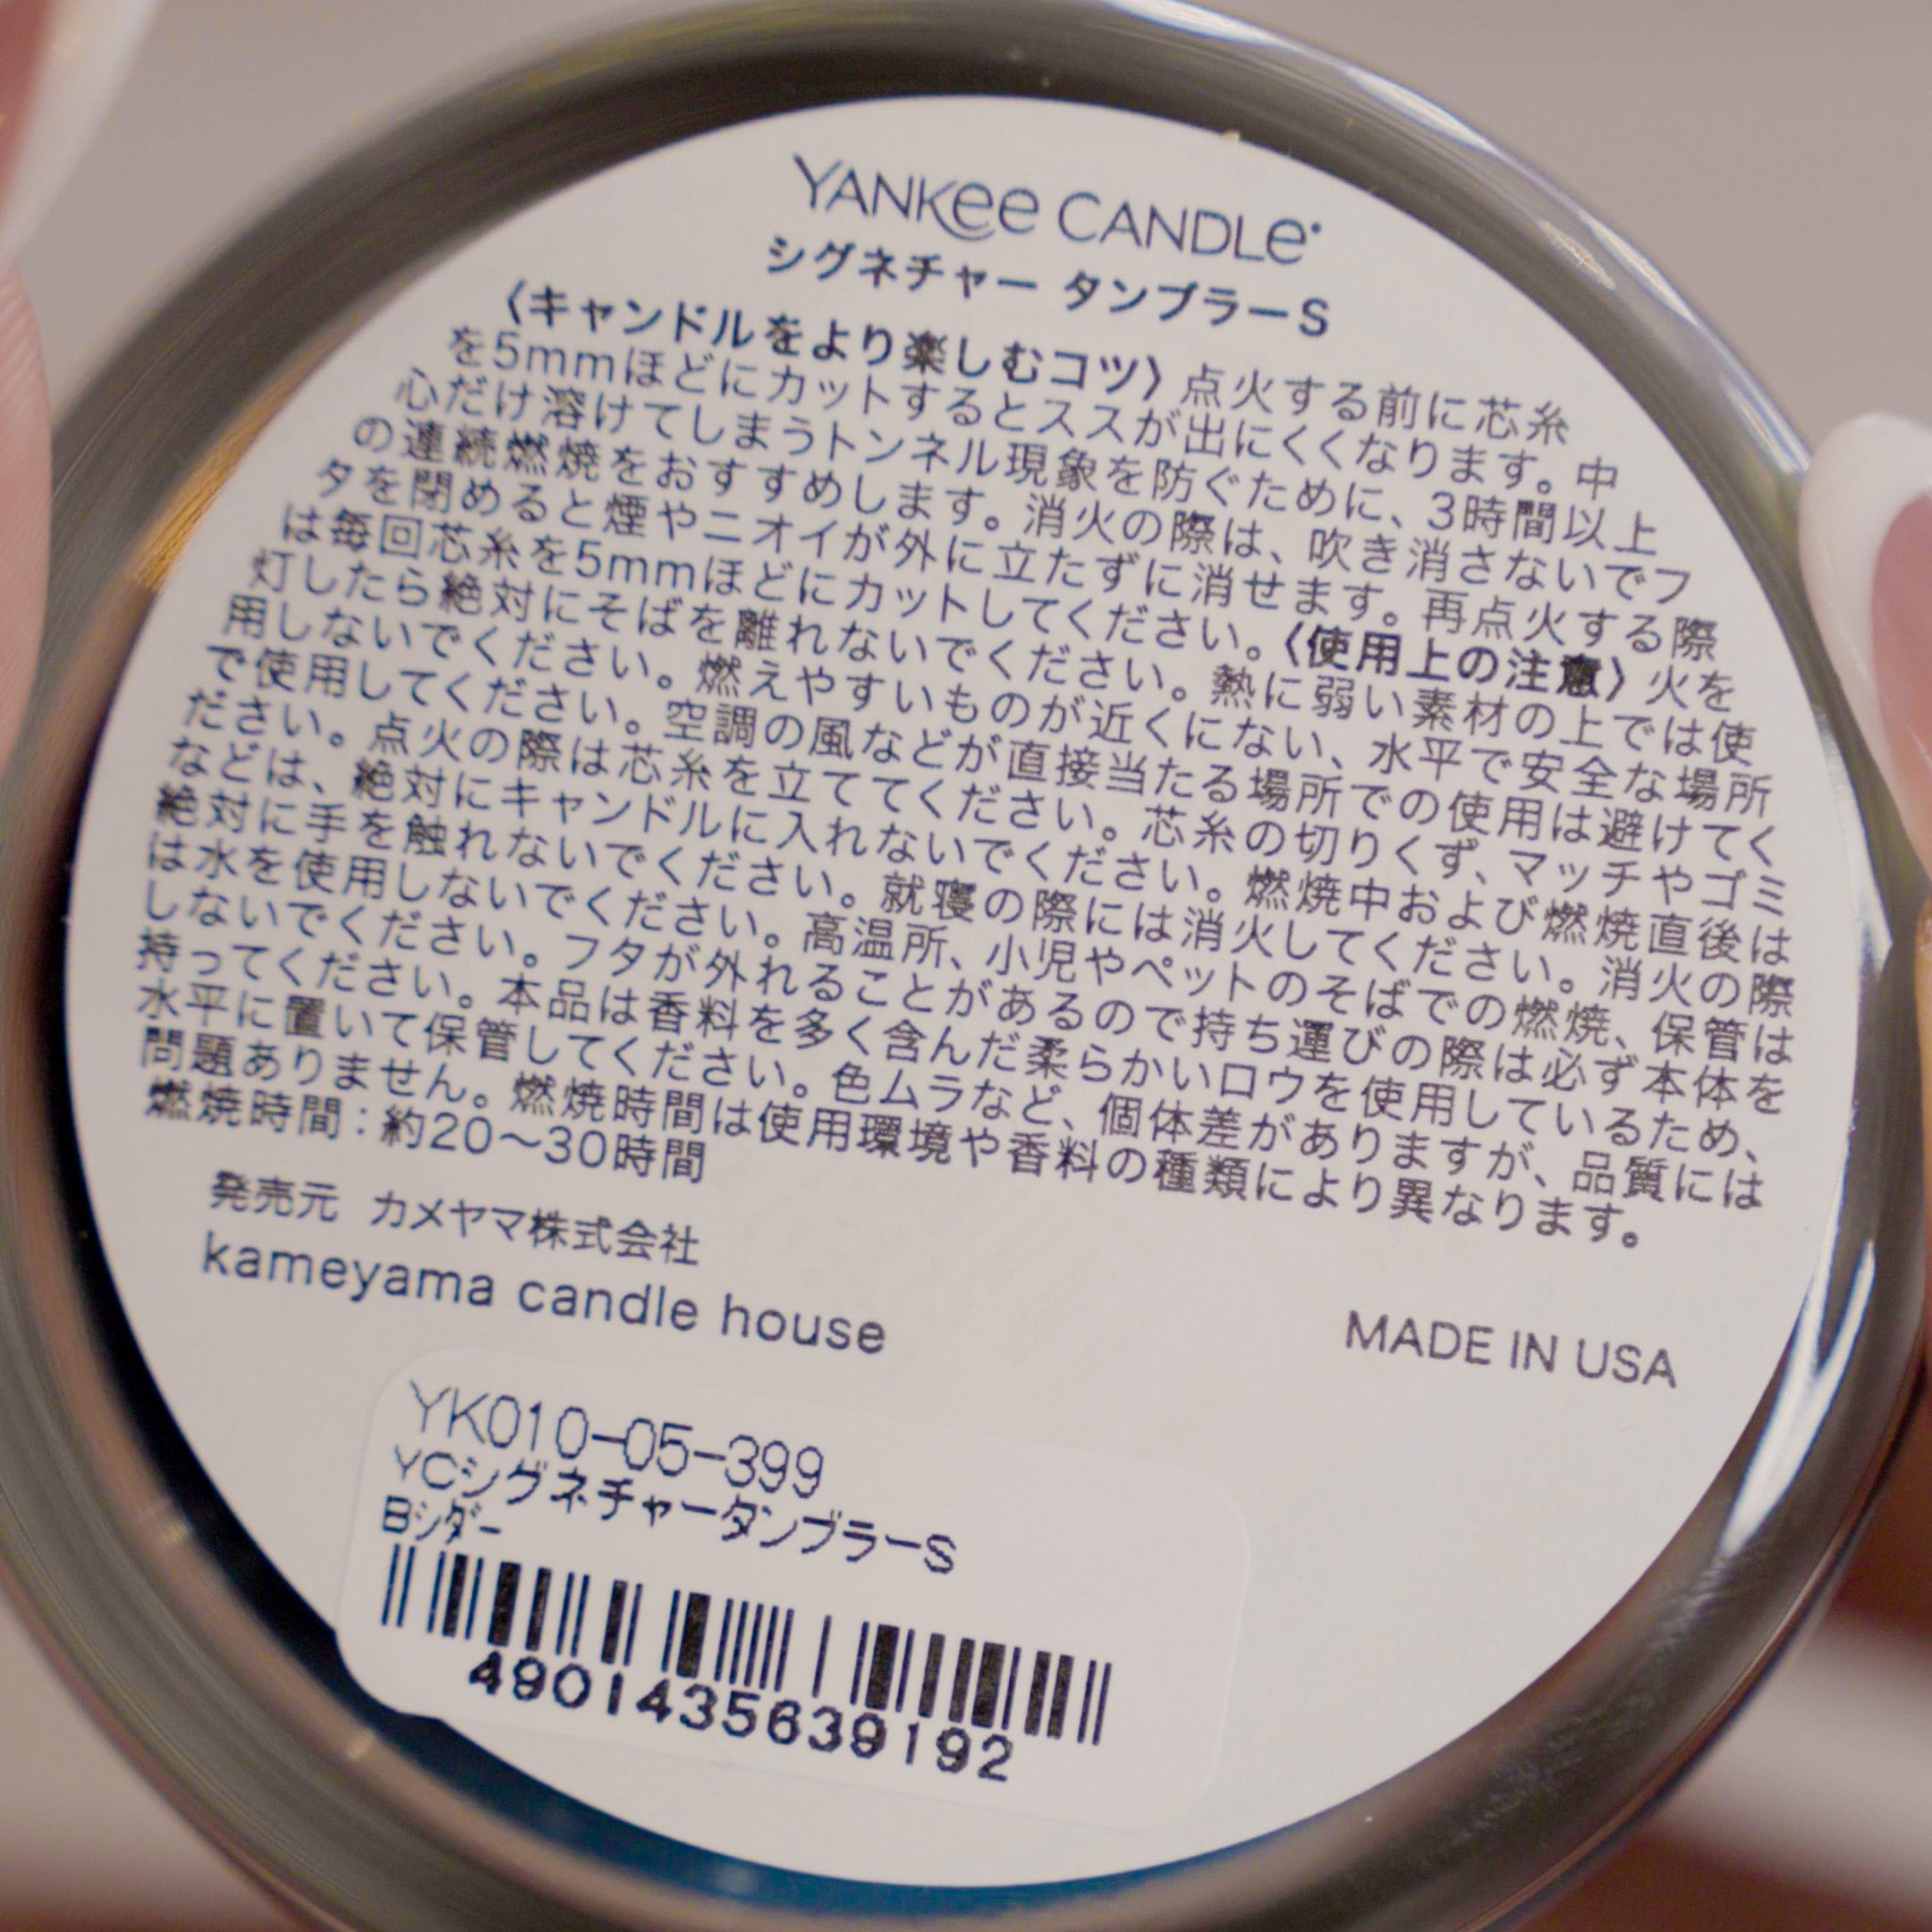 YANKEE CANDLE
シグネチャー タンブラーS
〈キャンドルをより楽しむコツ〉点火する前に芯糸
を5mmほどにカットするとススが出にくくなります。中
心だけ溶けてしまうトンネル現象を防ぐために、3時間以上
の連続燃焼をおすすめします。消火の際は、吹き消さないでフ
タを閉めると煙やニオイが外に立たずに消せます。再点火する際
は毎回芯糸を5mmほどにカットしてください。〈使用上の注意〉火を
灯したら絶対にそばを離れないでください。熱に弱い素材の上では使
用しないでください。燃えやすいものが近くにない、水平で安全な場所
で使用してください。空調の風などが直接当たる場所での使用は避けてく
ださい。点火の際は芯糸を立ててください。芯糸の切りくず、マッチやゴミ
などは、絶対にキャンドルに入れないでください。燃焼中および燃焼直後は
絶対に手を触れないでください。就寝の際には消火してください。消火の際
は水を使用しないでください。高温所、小児やペットのそばでの燃焼、保管は
しないでください。フタが外れることがあるので持ち運びの際は必ず本体を
持ってください。本品は香料を多く含んだ柔らかいロウを使用しているため、
水平に置いて保管してください。色ムラなど、個体差がありますが、品質には
問題ありません。燃焼時間は使用環境や香料の種類により異なります。
燃焼時間：約20～30時間
発売元 カメヤマ株式会社
kameyama candle house
MADE IN USA
YK010-05-399
YCシグネチャータンブラーS
Bシダー
4901435639192